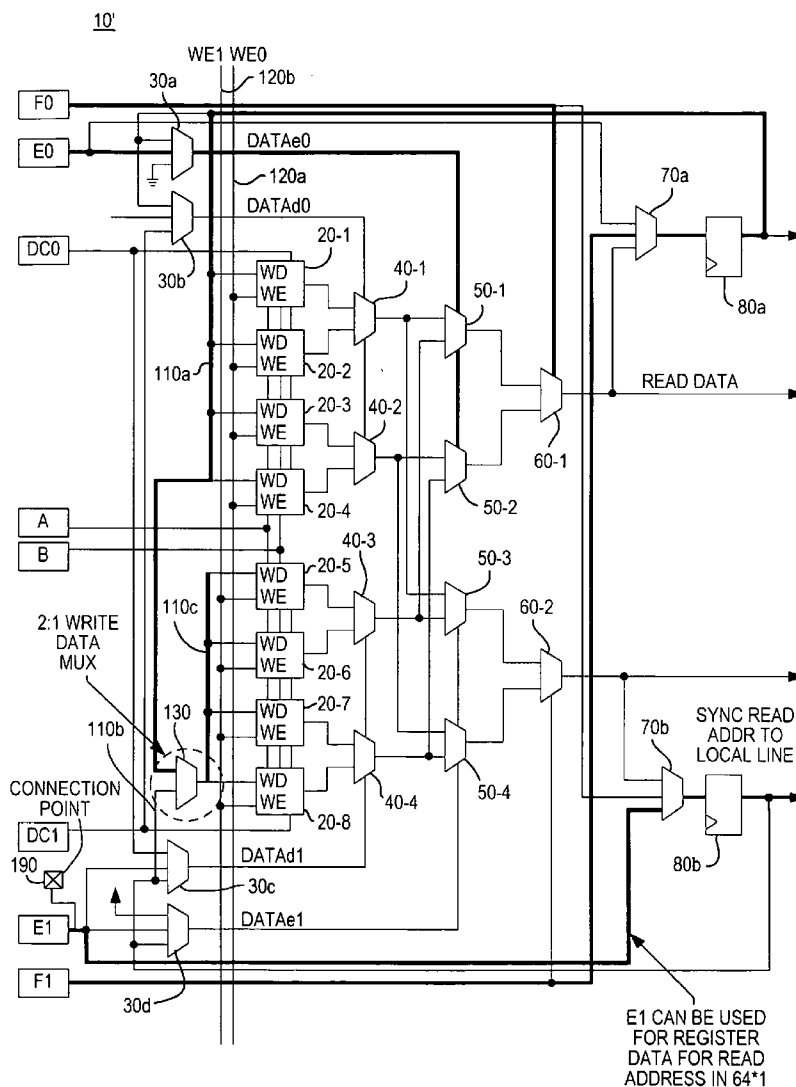 10'
WE1 WE0
120b
30a
F0
E0
DATAe0
120a
70a
DATAd0
DC0
30b
20-1
WD
WE
40-1
50-1
80a
WD
WE
20-2
110a
READ DATA
20-3
WD
WE
40-2
60-1
WD
WE
20-4
50-2
A
B
40-3
50-3
20-5
WD
WE
110c
60-2
2:1 WRITE
DATA
MUX
WD
WE
20-6
20-7
WD
WE
SYNC READ
ADDR TO
LOCAL LINE
110b
130
70b
WD
WE
20-8
40-4
50-4
CONNECTION
POINT
DC1
80b
190
DATAd1
30c
E1
DATAe1
F1
30d
E1 CAN BE USED
FOR REGISTER
DATA FOR READ
ADDRESS IN 64*1